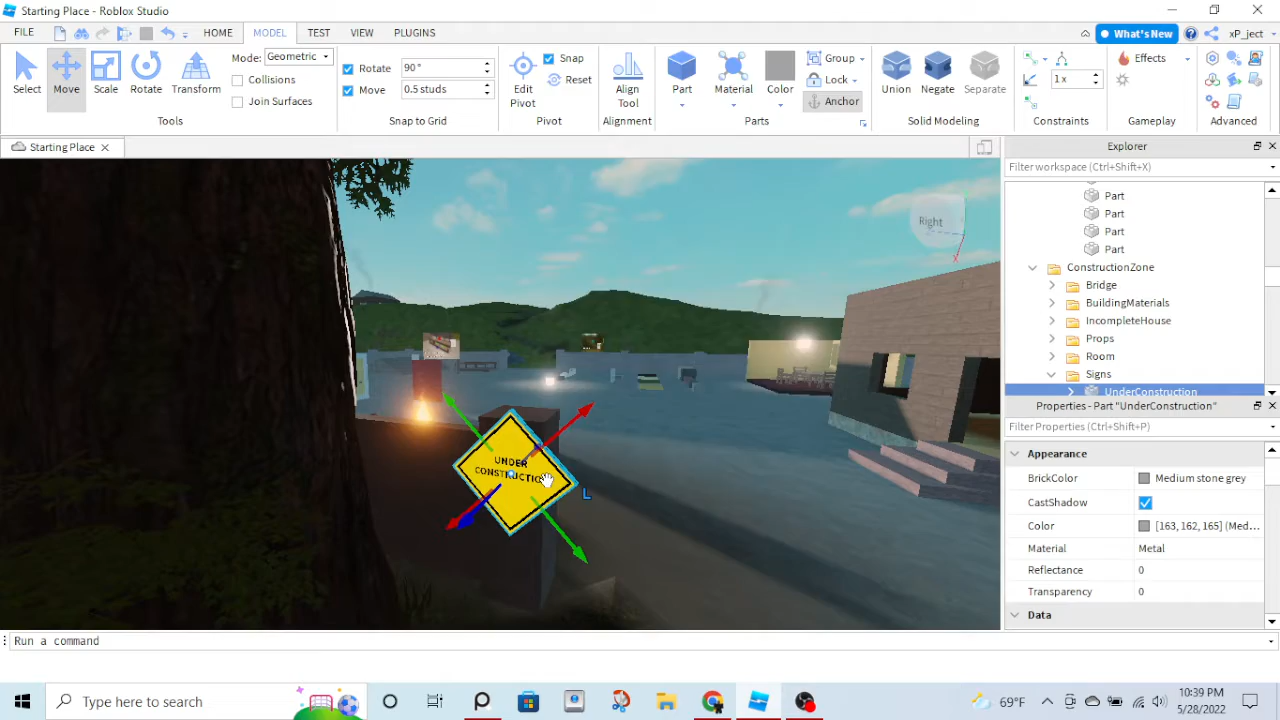 Starting Place - Roblox Studio
FILE
HOME
MODEL
TEST
VIEW
PLUGINS
What's New
xP_ject
Select
Move
Scale
Rotate
Transform
Mode: Geometric
Collisions
Join Surfaces
Tools
Rotate 90°
Move 0.5 studs
Snap to Grid
Edit Pivot
Snap
Reset
Pivot
Align Tool
Alignment
Part
Material
Color
Group
Lock
Anchor
Parts
Union
Negate
Separate
Solid Modeling
1 x
Constraints
Effects
Gameplay
Advanced
Starting Place
Right
X
UNDER
CONSTRUCTIO
L
Explorer
Filter workspace (Ctrl+Shift+X)
Part
Part
Part
Part
ConstructionZone
Bridge
BuildingMaterials
IncompleteHouse
Props
Room
Signs
UnderConstruction
Properties - Part "UnderConstruction"
Filter Properties (Ctrl+Shift+P)
Appearance
BrickColor Medium stone grey
CastShadow
Color [163, 162, 165] (Med...
Material Metal
Reflectance 0
Transparency 0
Data
Run a command
Type here to search
69°F
10:39 PM
5/28/2022